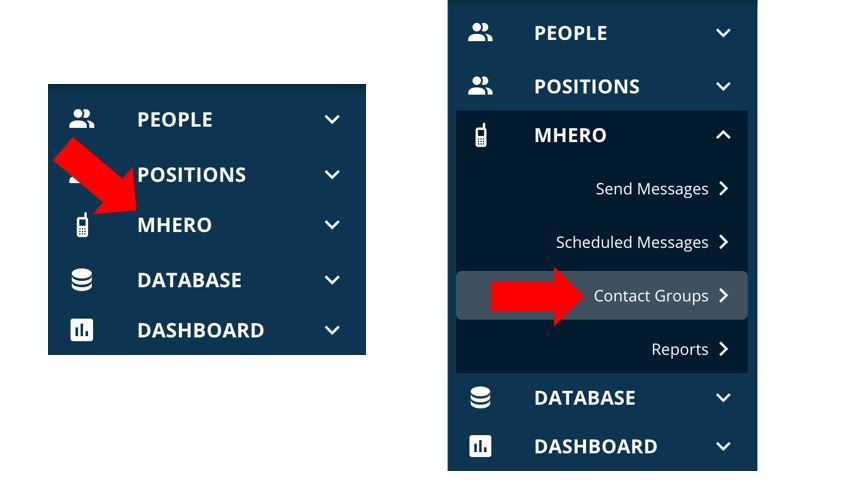 PEOPLE
POSITIONS
MHERO
DATABASE
DASHBOARD
PEOPLE
POSITIONS
MHERO
Send Messages
Scheduled Messages
Contact Groups
Reports
DATABASE
DASHBOARD